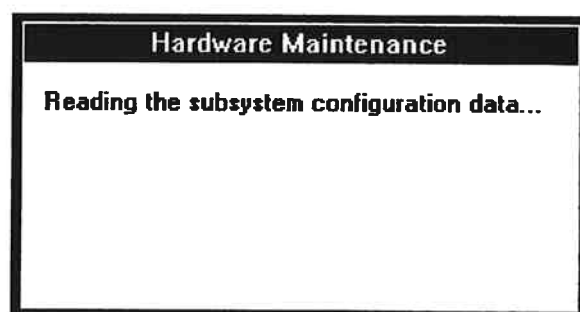 Hardware Maintenance
Reading the subsystem configuration data...